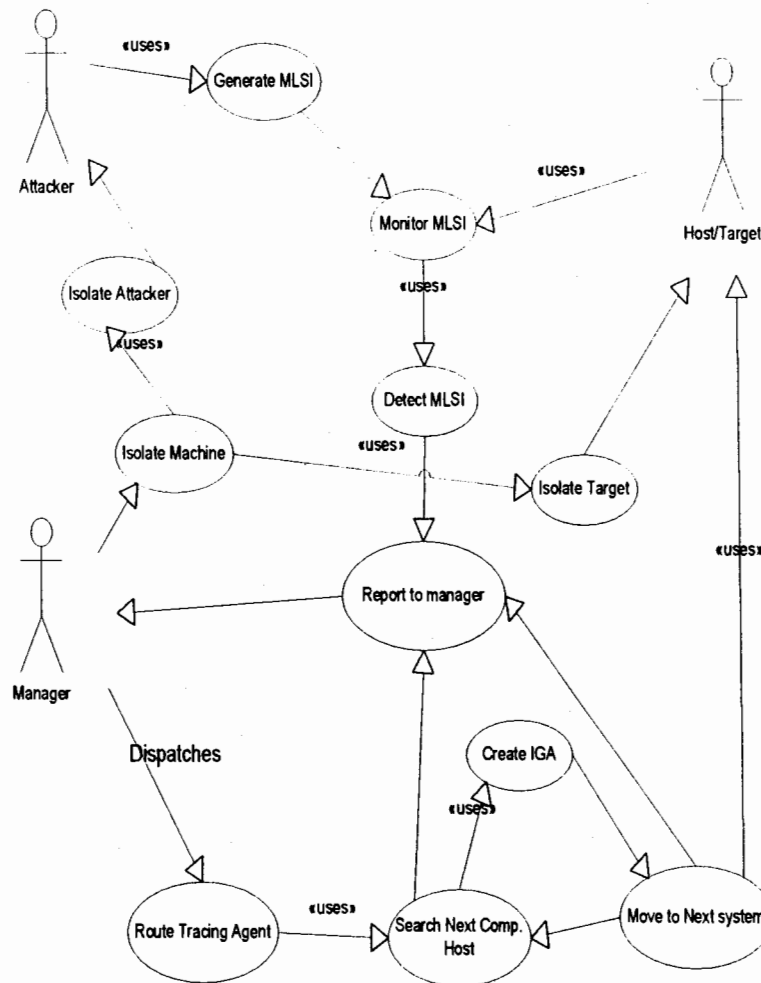 «uses»
Generate MLSI
Attacker
«uses»
Monitor MLSI
Host/Target
«uses»
Isolate Attacker
«uses»
Detect MLSI
«uses»
Isolate Machine
Isolate Target
«uses»
Report to manager
Manager
Dispatches
Create IGA
«uses»
«uses»
Route Tracing Agent
Search Next Comp.
Host
Move to Next system